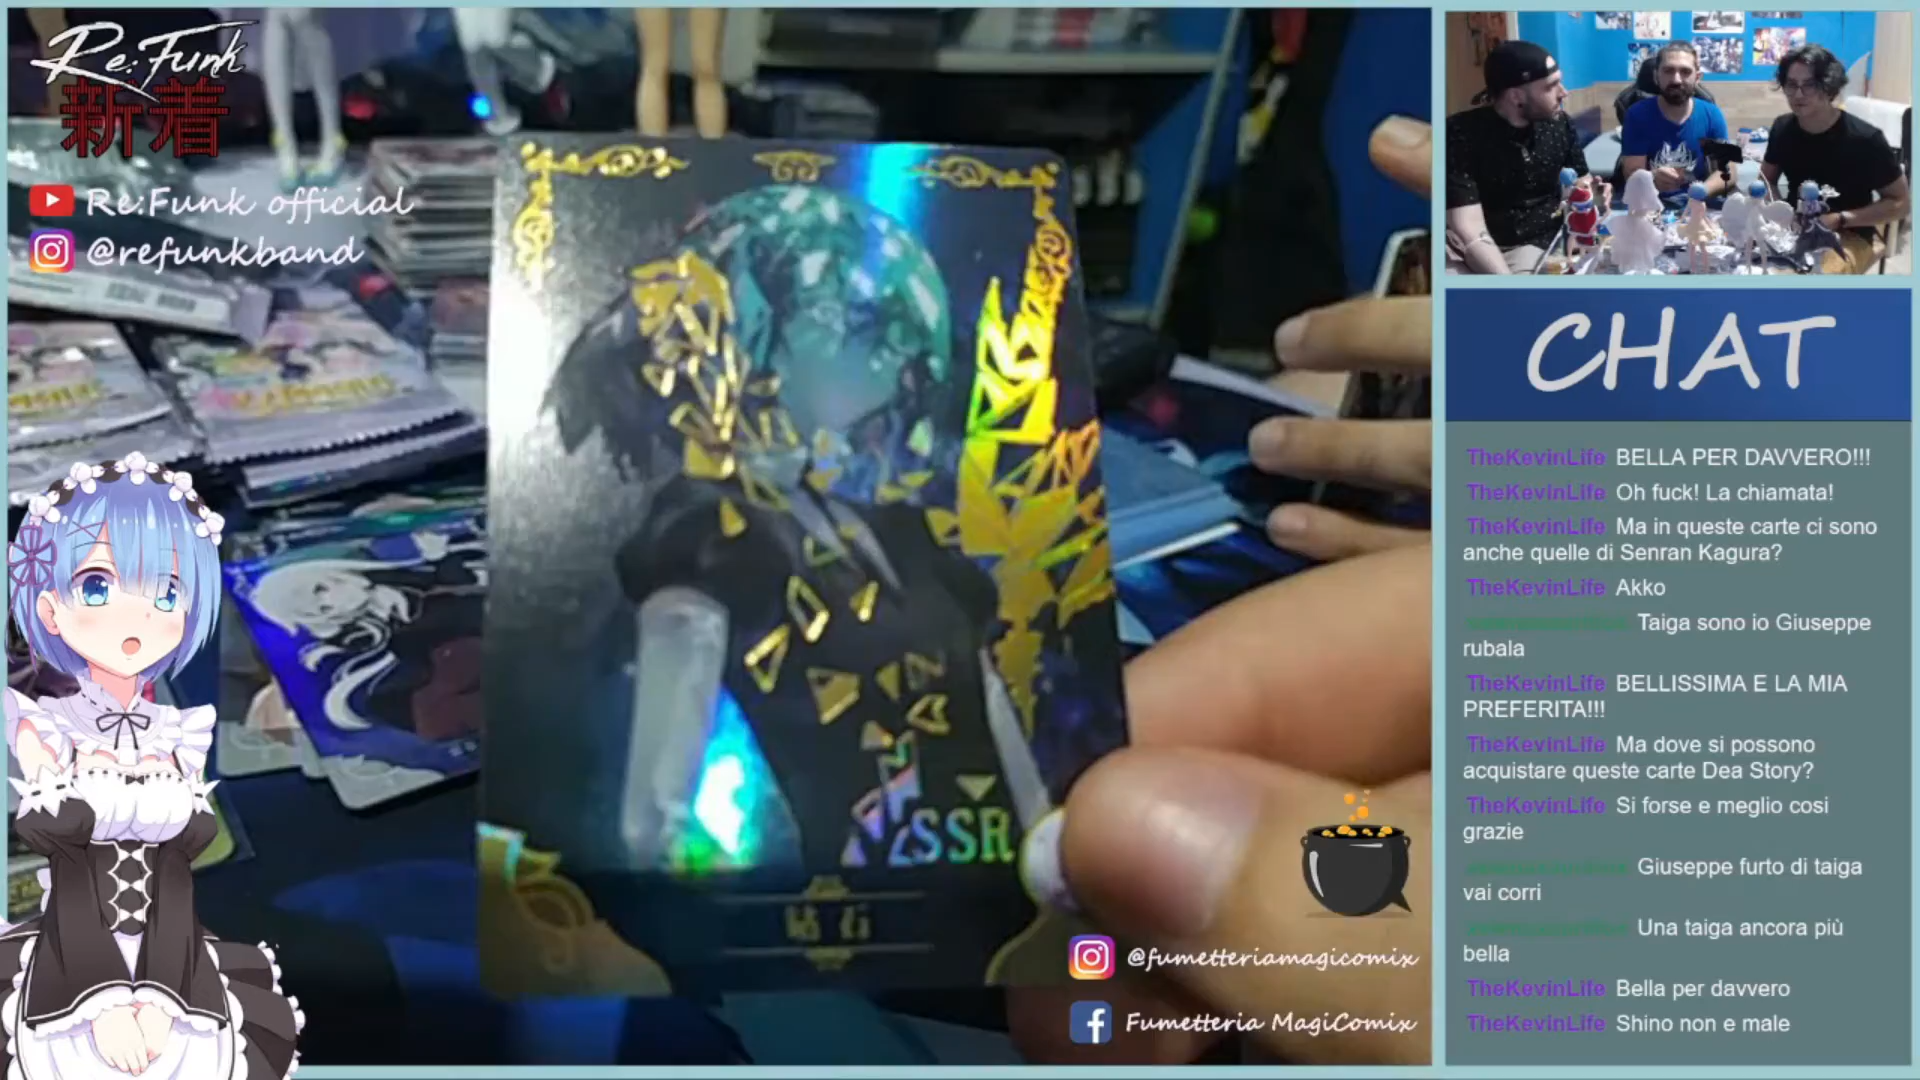 Re:Funk
新着
Re:Funk official
@refunkband
SSR
@fumetteriamagicomix
Fumetteria MagiComix
CHAT
TheKevinLife BELLA PER DAVVERO!!!
TheKevinLife Oh fuck! La chiamata!
TheKevinLife Ma in queste carte ci sono
anche quelle di Senran Kagura?
TheKevinLife Akko
Taiga sono io Giuseppe
rubala
TheKevinLife BELLISSIMA E LA MIA
PREFERITA!!!
TheKevinLife Ma dove si possono
acquistare queste carte Dea Story?
TheKevinLife Si forse e meglio cosi
grazie
Giuseppe furto di taiga
vai corri
Una taiga ancora più
bella
TheKevinLife Bella per davvero
TheKevinLife Shino non e male